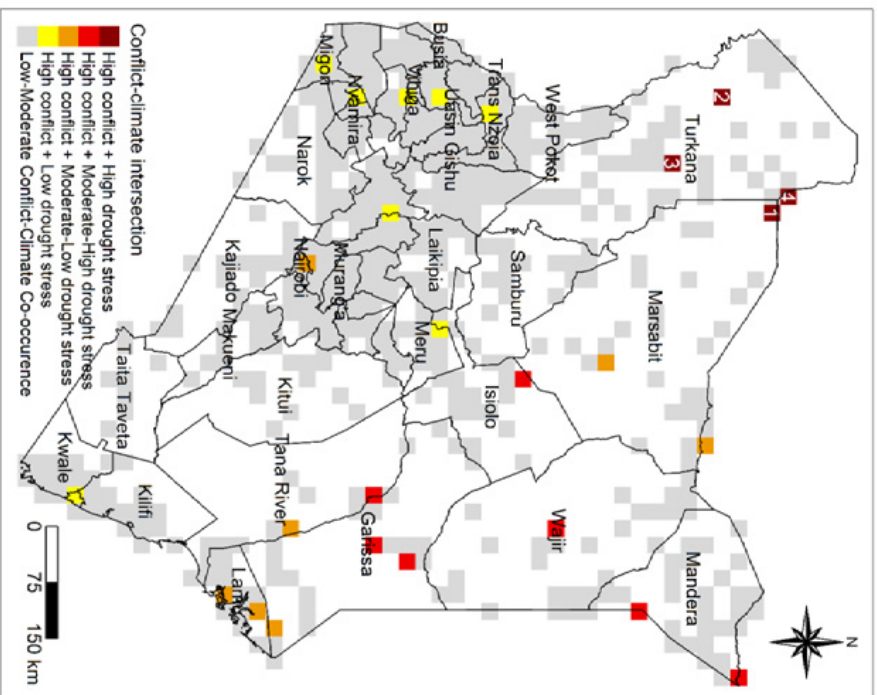 N
4
1
2
Turkana
Mandera
3
Marsabit
Wajir
West Pokot
Samburu
Trans Nzoia
Isiolo
Uasin Gishu
Busia
Laikipia
Meru
Garissa
Nyamira
Murang'a
Migori
Narok
Nairobi
Kitui
Tana River
Lamu
Kajiado
Makueni
Kilifi
Taita Taveta
Kwale
Conflict-climate intersection
High conflict + High drought stress
High conflict + Moderate-High drought stress
High conflict + Moderate-Low drought stress
High conflict + Low drought stress
Low-Moderate Conflict-Climate Co-occurence
0 75 150 km